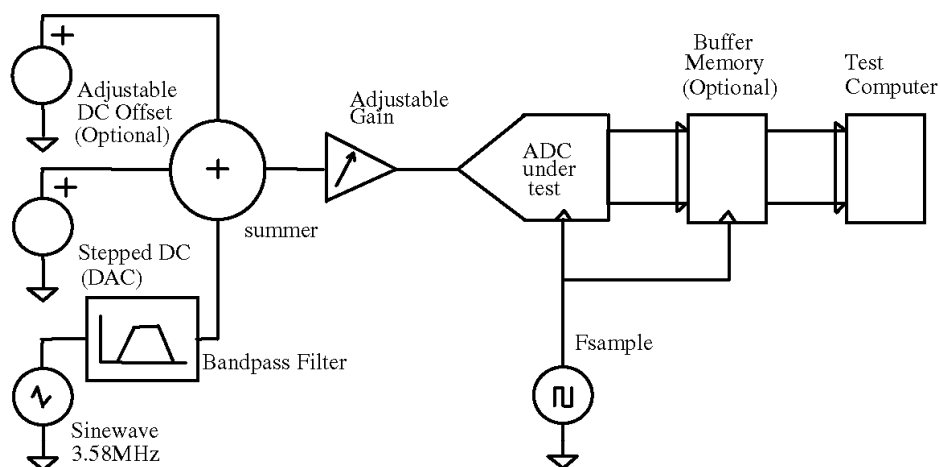 +
Adjustable
DC Offset
(Optional)
+
Stepped DC
(DAC)
Sinewave
3.58MHz
Bandpass Filter
+
summer
Adjustable
Gain
ADC
under
test
Fsample
Buffer
Memory
(Optional)
Test
Computer